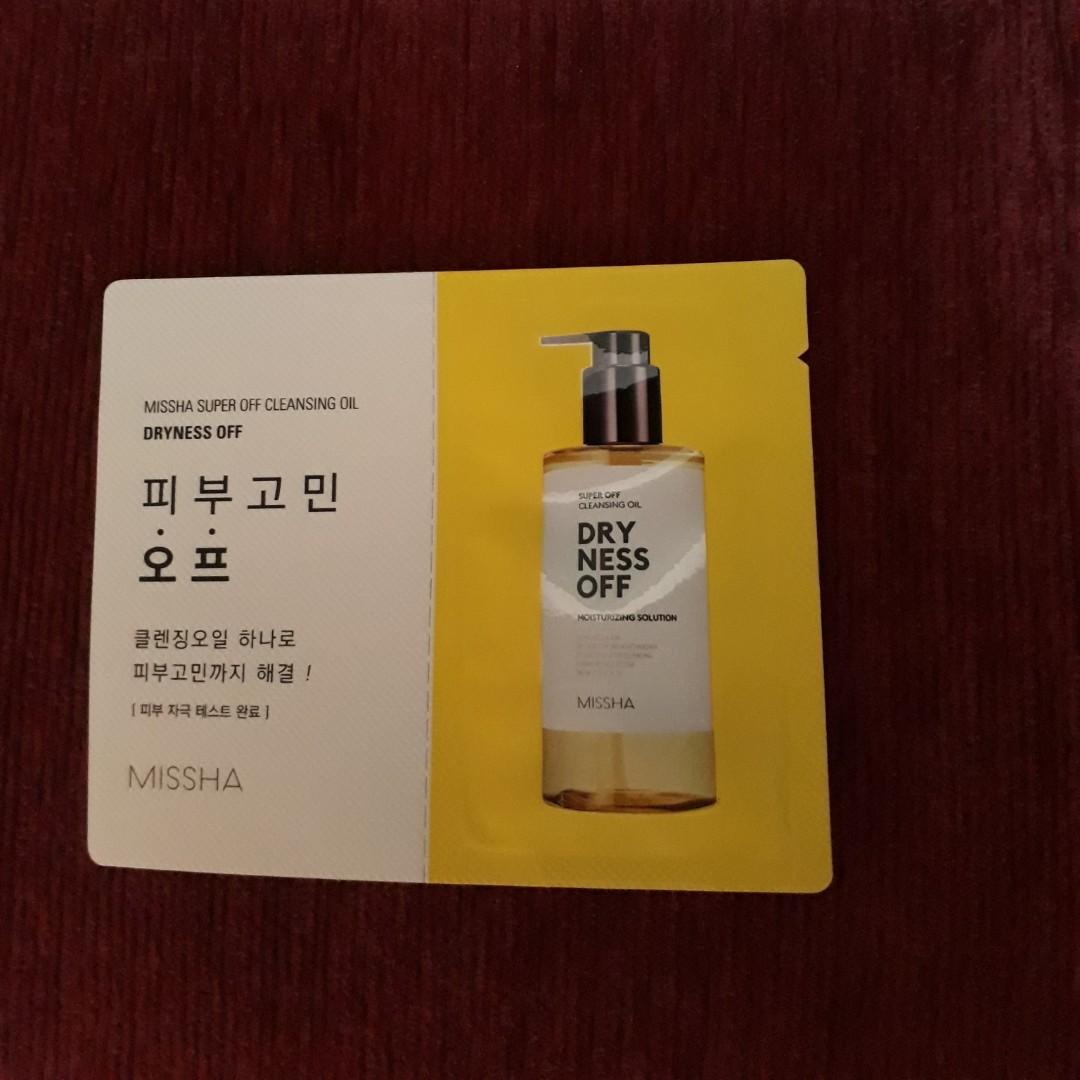 MISSHA SUPER OFF CLEANSING OIL
DRYNESS OFF
피부고민
오프
클렌징오일 하나로
피부고민까지 해결 !
[ 피부 자극 테스트 완료 ]
MISSHA
SUPER OFF
CLEANSING OIL
DRY
NESS
OFF
MOISTURIZING SOLUTION
MISSHA